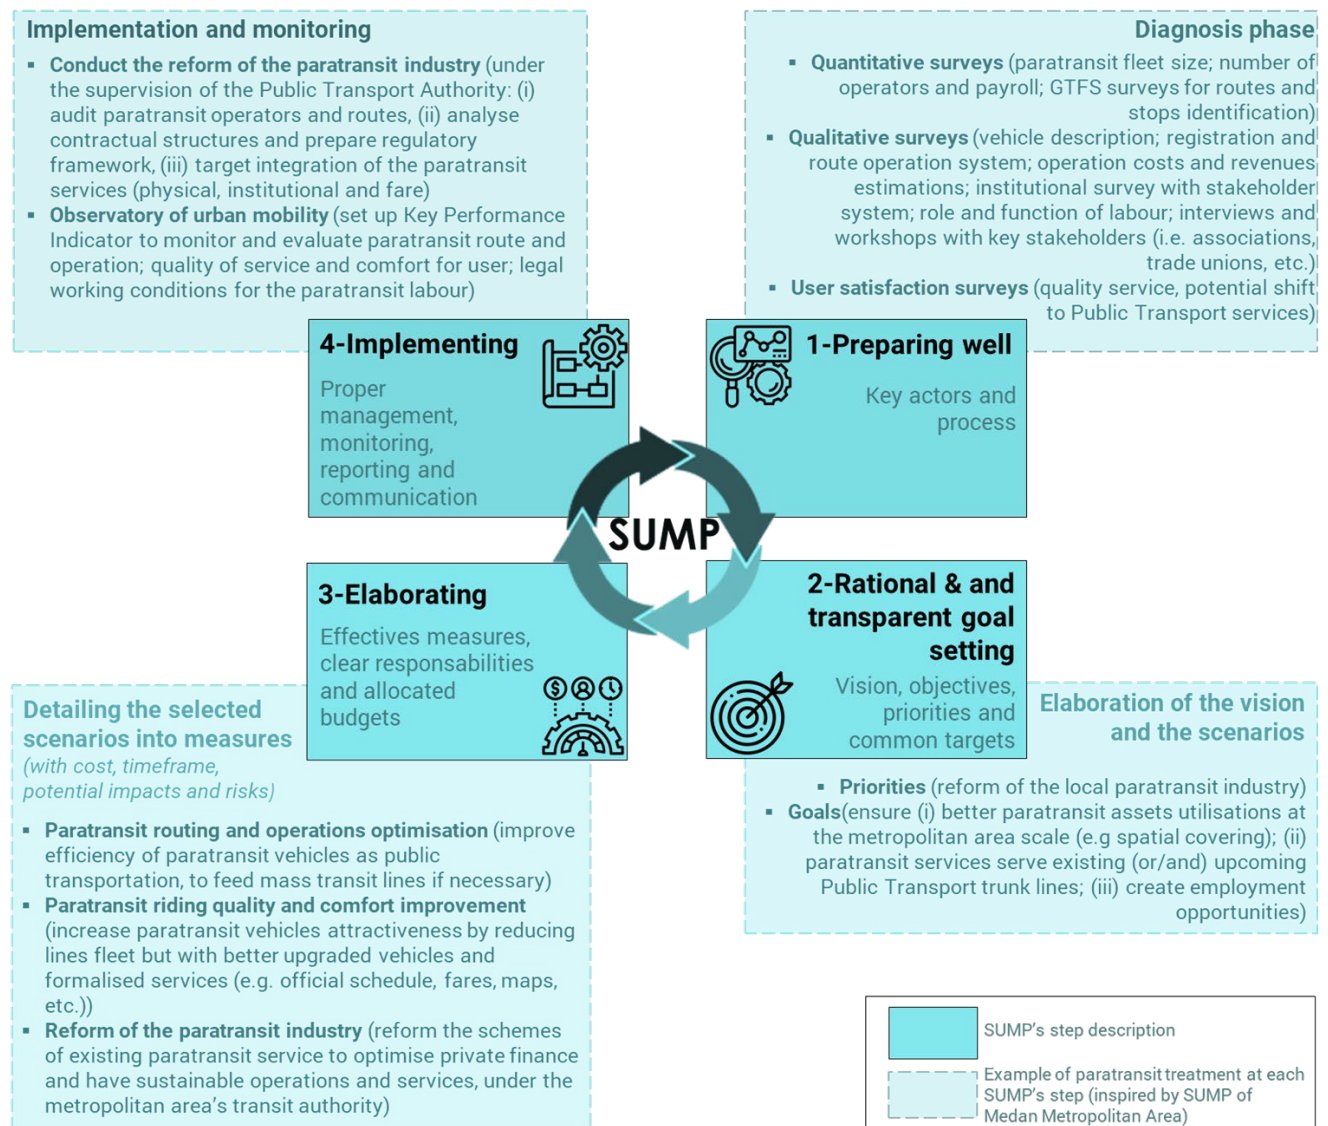 Implementation and monitoring
▪ Conduct the reform of the paratransit industry (under
the supervision of the Public Transport Authority: (i)
audit paratransit operators and routes, (ii) analyse
contractual structures and prepare regulatory
framework, (iii) target integration of the paratransit
services (physical, institutional and fare)
▪ Observatory of urban mobility (set up Key Performance
Indicator to monitor and evaluate paratransit route and
operation; quality of service and comfort for user; legal
working conditions for the paratransit labour)
Diagnosis phase
▪ Quantitative surveys (paratransit fleet size; number of
operators and payroll; GTFS surveys for routes and
stops identification)
▪ Qualitative surveys (vehicle description; registration and
route operation system; operation costs and revenues
estimations; institutional survey with stakeholder
system; role and function of labour; interviews and
workshops with key stakeholders (i.e. associations,
trade unions, etc.)
▪ User satisfaction surveys (quality service, potential shift
to Public Transport services)
4-Implementing
Proper
management,
monitoring,
reporting and
communication
1-Preparing well
Key actors and
process
SUMP
3-Elaborating
Effectives measures,
clear responsabilities
and allocated
budgets
$
2-Rational & and
transparent goal
setting
Vision, objectives,
priorities and
common targets
Detailing the selected
scenarios into measures
(with cost, timeframe,
potential impacts and risks)
▪ Paratransit routing and operations optimisation (improve
efficiency of paratransit vehicles as public
transportation, to feed mass transit lines if necessary)
▪ Paratransit riding quality and comfort improvement
(increase paratransit vehicles attractiveness by reducing
lines fleet but with better upgraded vehicles and
formalised services (e.g. official schedule, fares, maps,
etc.))
▪ Reform of the paratransit industry (reform the schemes
of existing paratransit service to optimise private finance
and have sustainable operations and services, under the
metropolitan area's transit authority)
Elaboration of the vision
and the scenarios
▪ Priorities (reform of the local paratransit industry)
▪ Goals(ensure (i) better paratransit assets utilisations at
the metropolitan area scale (e.g spatial covering); (ii)
paratransit services serve existing (or/and) upcoming
Public Transport trunk lines; (iii) create employment
opportunities)
SUMP's step description
Example of paratransit treatment at each
SUMP's step (inspired by SUMP of
Medan Metropolitan Area)